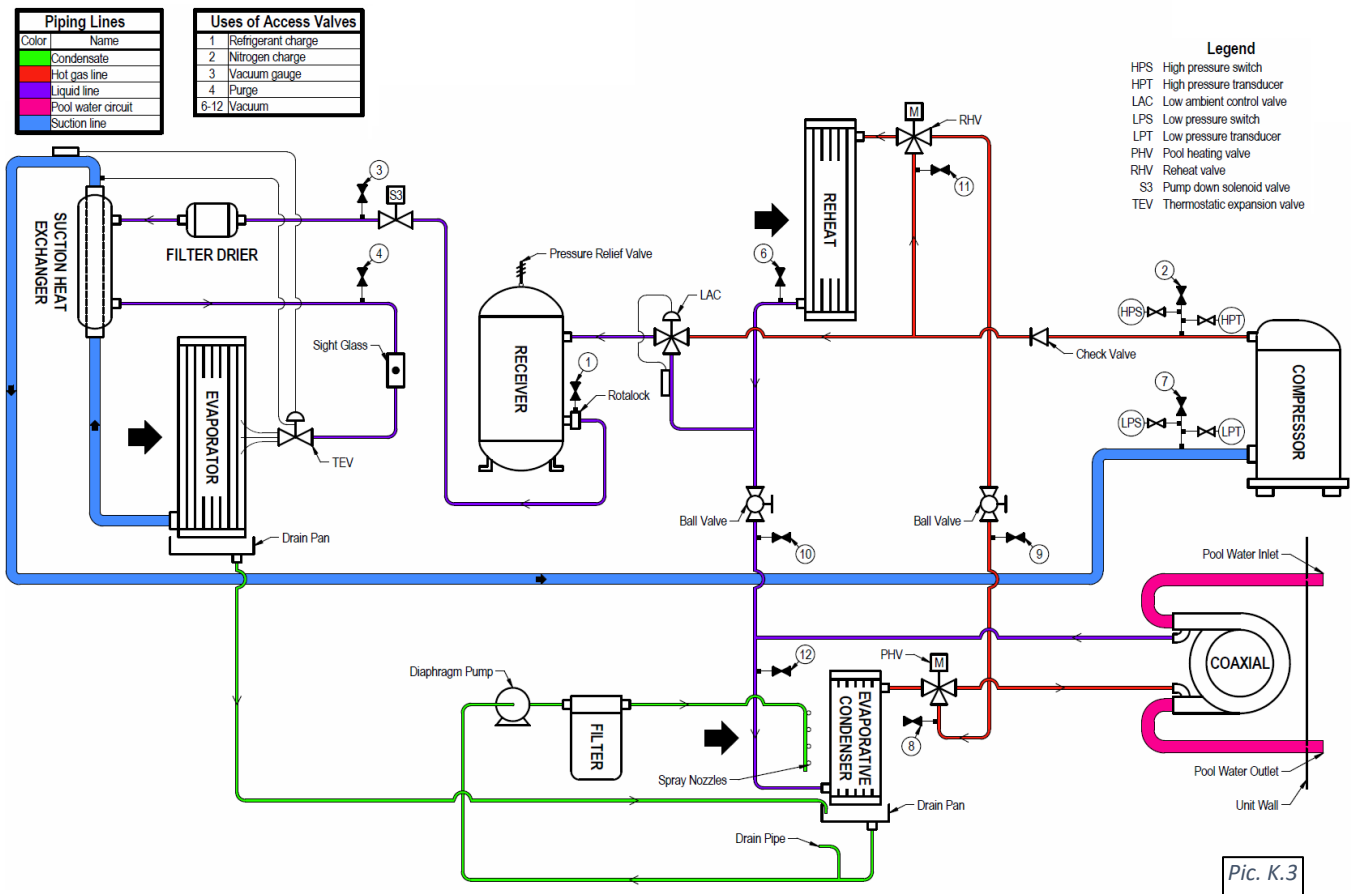 Piping Lines
Color Name
Condensate
Hot gas line
Liquid line
Pool water circuit
Suction line
Uses of Access Valves
1 Refrigerant charge
2 Nitrogen charge
3 Vacuum gauge
4 Purge
6-12 Vacuum
Legend
HPS High pressure switch
HPT High pressure transducer
LAC Low ambient control valve
LPS Low pressure switch
LPT Low pressure transducer
PHV Pool heating valve
RHV Reheat valve
S3 Pump down solenoid valve
TEV Thermostatic expansion valve
M
RHV
3
S3
11
SUCTION HEAT
EXCHANGER
FILTER DRIER
REHEAT
4
6
Pressure Relief Valve
2
LAC
HPS
HPT
Sight Glass
RECEIVER
1
Check Valve
COMPRESSOR
EVAPORATOR
Rotalock
7
LPS
LPT
TEV
Ball Valve
Ball Valve
Drain Pan
10
9
Pool Water Inlet
12
PHV
M
COAXIAL
Diaphragm Pump
FILTER
EVAPORATIVE
CONDENSER
8
Spray Nozzles
Pool Water Outlet
Drain Pan
Unit Wall
Drain Pipe
Pic. K.3